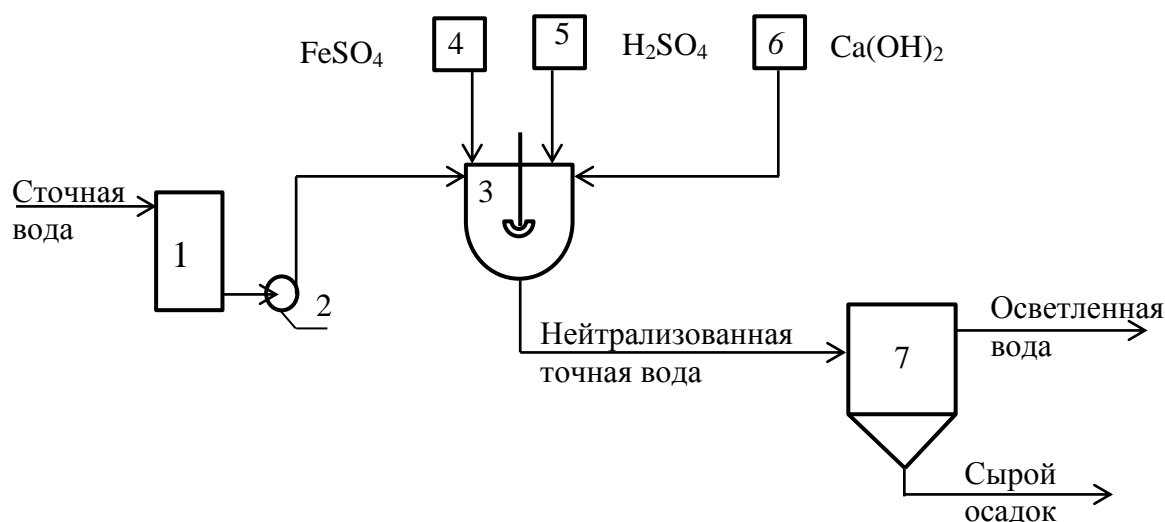 FeSO₄
4
5
H₂SO₄
6
Ca(OH)₂
Сточная
вода
3
1
2
Нейтрализованная
точная вода
7
Осветленная
вода
Сырой
осадок